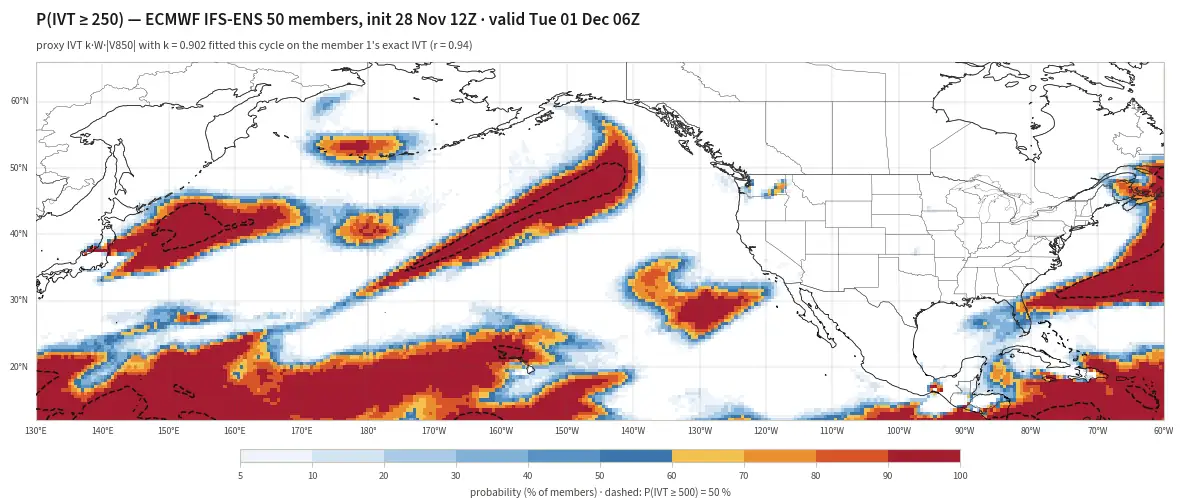 P(IVT ≥ 250) — ECMWF IFS-ENS 50 members, init 28 Nov 12Z · valid Tue 01 Dec 06Z
proxy IVT k·W·|V850| with k = 0.902 fitted this cycle on the member 1's exact IVT (r = 0.94)
60°N
50°N
40°N
30°N
20°N
130°E 140°E 150°E 160°E 170°E 180° 170°W 160°W 150°W 140°W 130°W 120°W 110°W 100°W 90°W 80°W 70°W 60°W
5 10 20 30 40 50 60 70 80 90 100
probability (% of members) · dashed: P(IVT ≥ 500) = 50 %